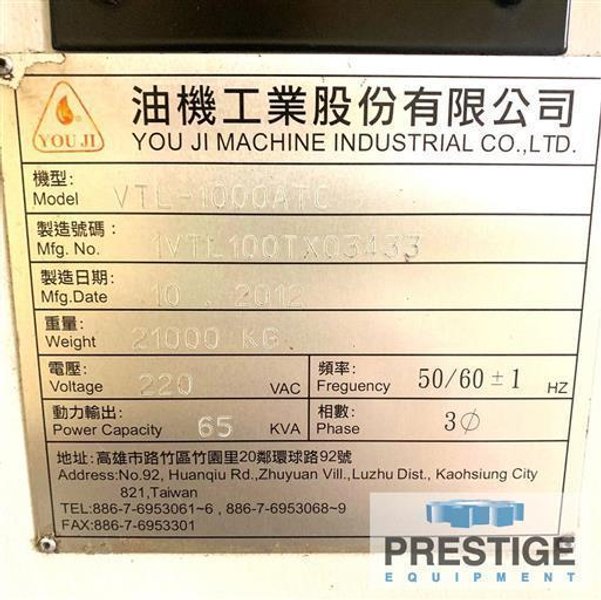 油機工業股份有限公司
YOU JI
YOU JI MACHINE INDUSTRIAL CO.,LTD.
機型:
Model VTL-1000ATC
製造號碼:
Mfg. No. 1VTL100TX03433
製造日期:
Mfg.Date 10 . 2012
重量:
Weight 21000 KG
電壓:
Voltage 220 VAC
頻率:
Freguency 50/60±1 HZ
動力輸出:
Power Capacity 65 KVA
相數:
Phase 3∅
地址:高雄市路竹區竹園里20鄰環球路92號
Address:No.92, Huanqiu Rd.,Zhuyuan Vill.,Luzhu Dist., Kaohsiung City
821,Taiwan
TEL:886-7-6953061~6 , 886-7-6953068~9
FAX:886-7-6953301
PRESTIGE
EQUIPMENT